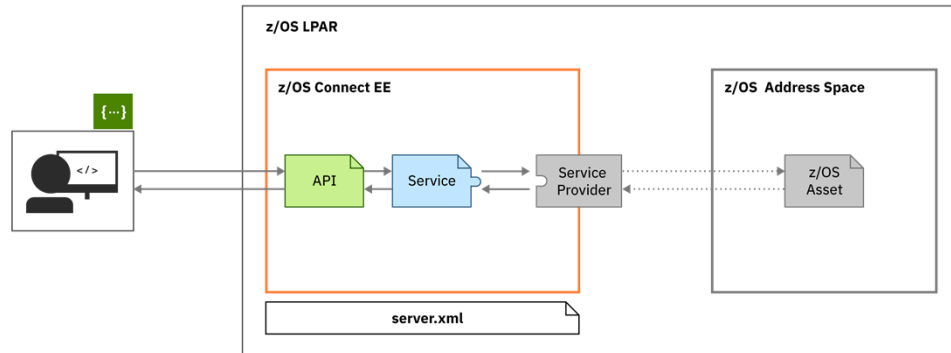 z/OS LPAR
z/OS Connect EE
z/OS Address Space
{...}
</>
API
Service
Service
Provider
z/OS
Asset
server.xml